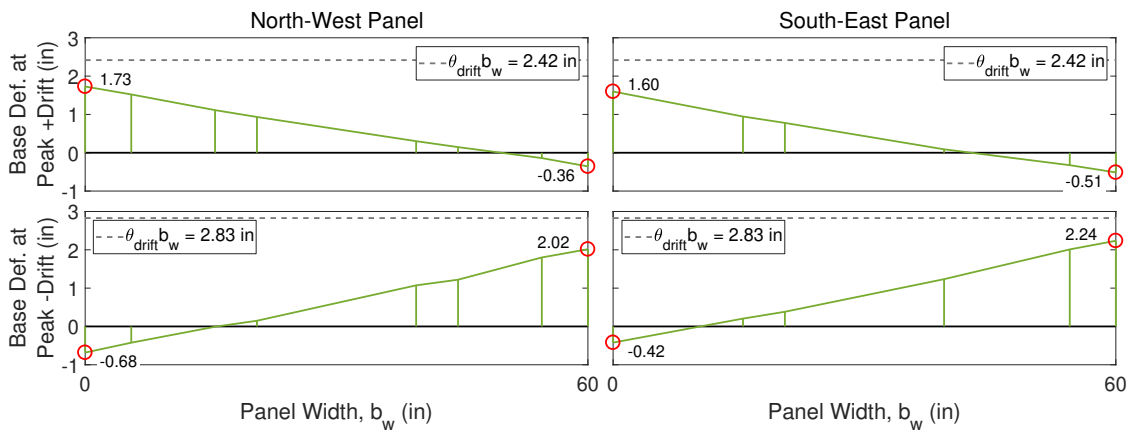 North-West Panel
South-East Panel
Base Def. at
Peak +Drift (in)
3
2
1
0
-1
1.73
θdriftbw = 2.42 in
-0.36
1.60
θdriftbw = 2.42 in
-0.51
Base Def. at
Peak -Drift (in)
3
2
1
0
-1
θdriftbw = 2.83 in
2.02
-0.68
θdriftbw = 2.83 in
2.24
-0.42
0
60
0
60
Panel Width, bw (in)
Panel Width, bw (in)